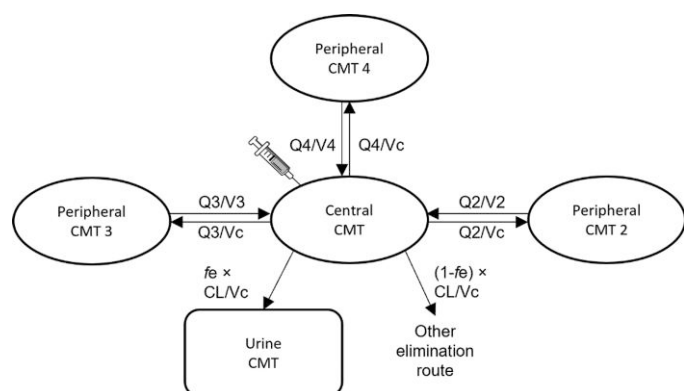 Peripheral
CMT 4
Q4/V4 Q4/Vc
Peripheral
CMT 3
Q3/V3
Q3/Vc
Central
CMT
Q2/V2
Q2/Vc
Peripheral
CMT 2
fe ×
CL/Vc
(1-fe) ×
CL/Vc
Urine
CMT
Other
elimination
route